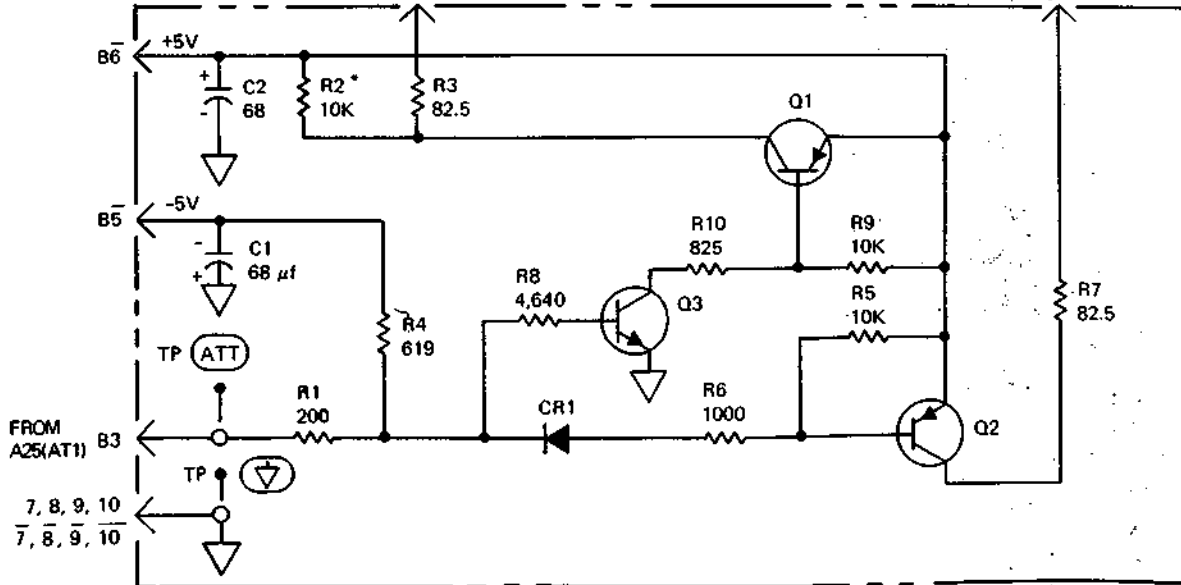 B6̅ +5V
C2
68
+
-
R2*
10K
R3
82.5
Q1
B5̅ -5V
-
+
C1
68 µf
R4
619
R10
825
R9
10K
R8
4,640
Q3
R5
10K
R7
82.5
TP ATT
R1
200
CR1
R6
1000
Q2
FROM
A25(AT1) B3
TP
7, 8, 9, 10
7̅, 8̅, 9̅, 1̅0̅